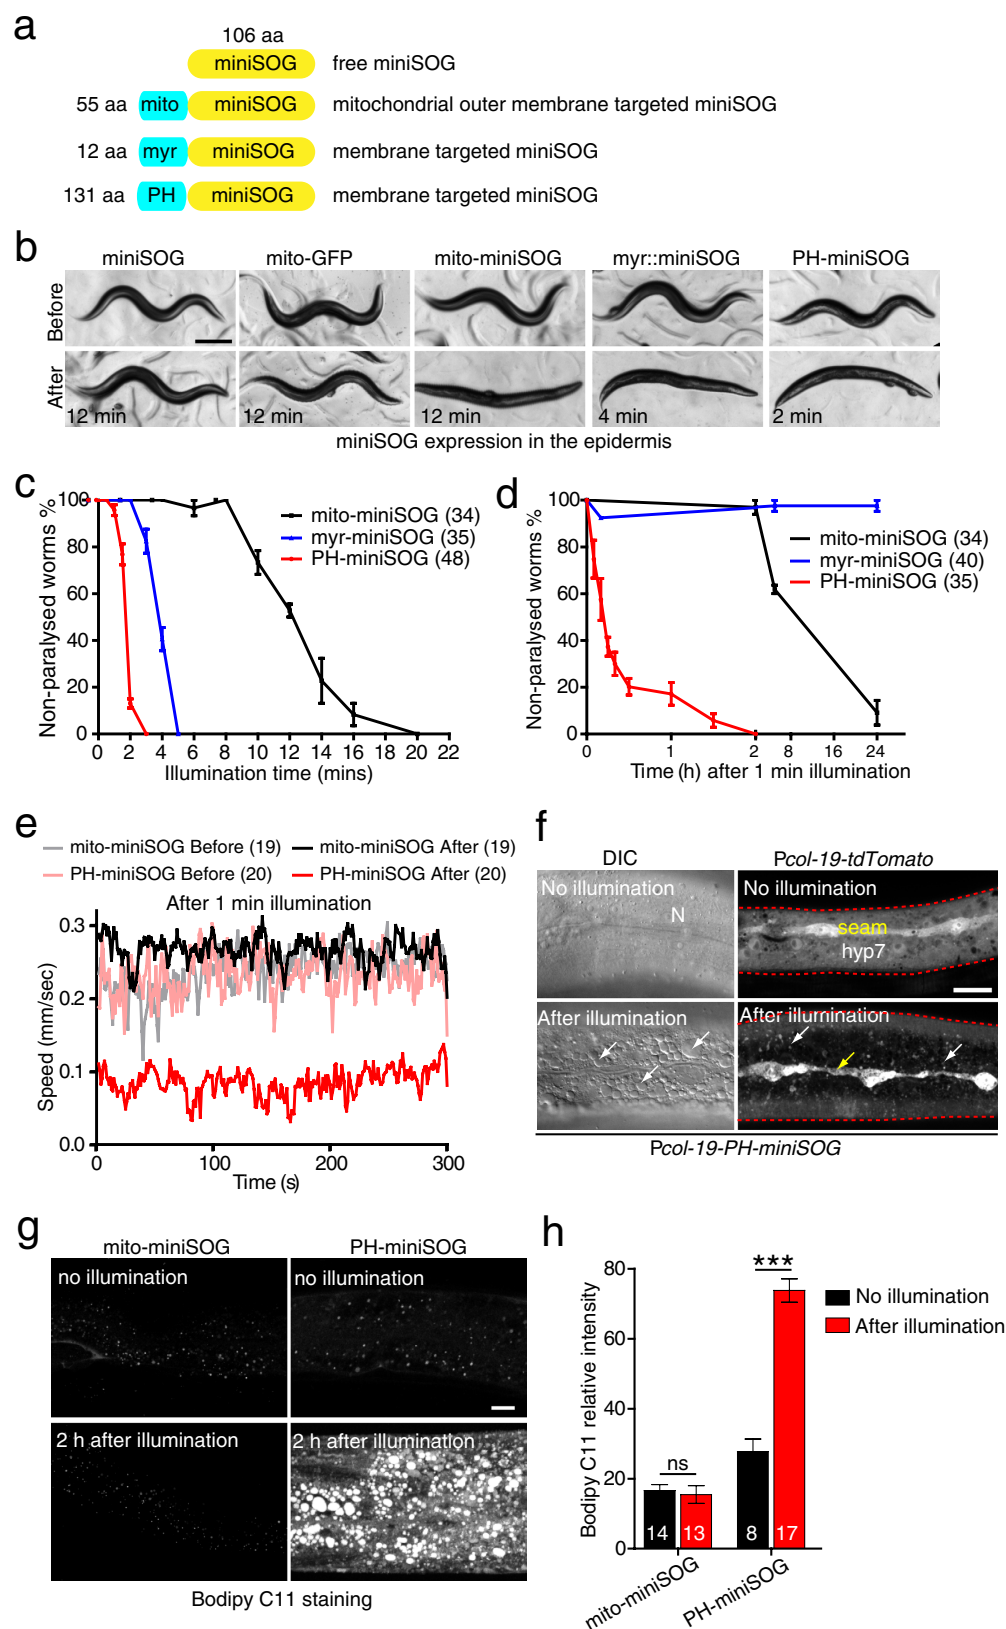 a
106 aa
miniSOG free miniSOG
55 aa mito miniSOG mitochondrial outer membrane targeted miniSOG
12 aa myr miniSOG membrane targeted miniSOG
131 aa PH miniSOG membrane targeted miniSOG
b
miniSOG mito-GFP mito-miniSOG myr::miniSOG PH-miniSOG
Before
After
12 min 12 min 12 min 4 min 2 min
miniSOG expression in the epidermis
c
Non-paralysed worms %
100
80
60
40
20
0
0 2 4 6 8 10 12 14 16 18 20 22
Illumination time (mins)
mito-miniSOG (34)
myr-miniSOG (35)
PH-miniSOG (48)
d
Non-paralysed worms %
100
80
60
40
20
0
0 1 2 8 16 24
Time (h) after 1 min illumination
mito-miniSOG (34)
myr-miniSOG (40)
PH-miniSOG (35)
e
mito-miniSOG Before (19) mito-miniSOG After (19)
PH-miniSOG Before (20) PH-miniSOG After (20)
After 1 min illumination
Speed (mm/sec)
0.3
0.2
0.1
0.0
0 100 200 300
Time (s)
f
DIC Pcol-19-tdTomato
No illumination No illumination
N
seam
hyp7
After illumination After illumination
Pcol-19-PH-miniSOG
g
mito-miniSOG PH-miniSOG
no illumination no illumination
2 h after illumination 2 h after illumination
Bodipy C11 staining
h
Bodipy C11 relative intensity
80
60
40
20
0
***
ns
No illumination
After illumination
14 13 8 17
mito-miniSOG PH-miniSOG